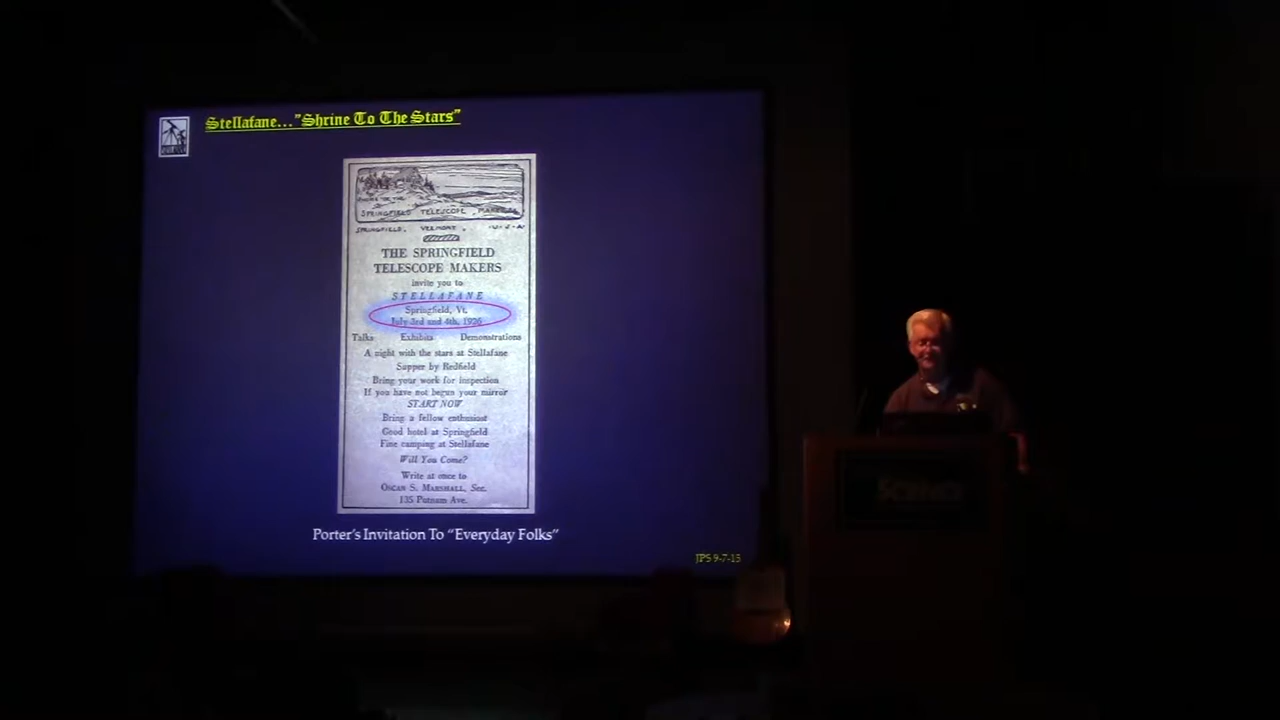 Stellafane..."Shrine To The Stars"
SPRINGFIELD TELESCOPE MAKERS
SPRINGFIELD, VERMONT.
THE SPRINGFIELD
TELESCOPE MAKERS
invite you to
STELLAFANE
Springfield, Vt.
July 3rd and 4th, 1926
Talks Exhibits Demonstrations
A night with the stars at Stellafane
Supper by Redfield
Bring your work for inspection
If you have not begun your mirror
START NOW
Bring a fellow enthusiast
Good hotel at Springfield
Fine camping at Stellafane
Will You Come?
Write at once to
OSCAR S. MARSHALL, Sec.
135 Putnam Ave.
Porter's Invitation To "Everyday Folks"
JPS 9-7-15